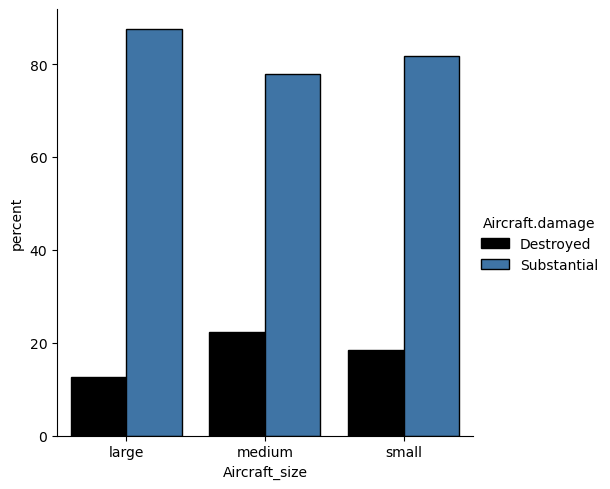 80
60
40
20
0
percent
large medium small
Aircraft_size
Aircraft.damage
Destroyed
Substantial